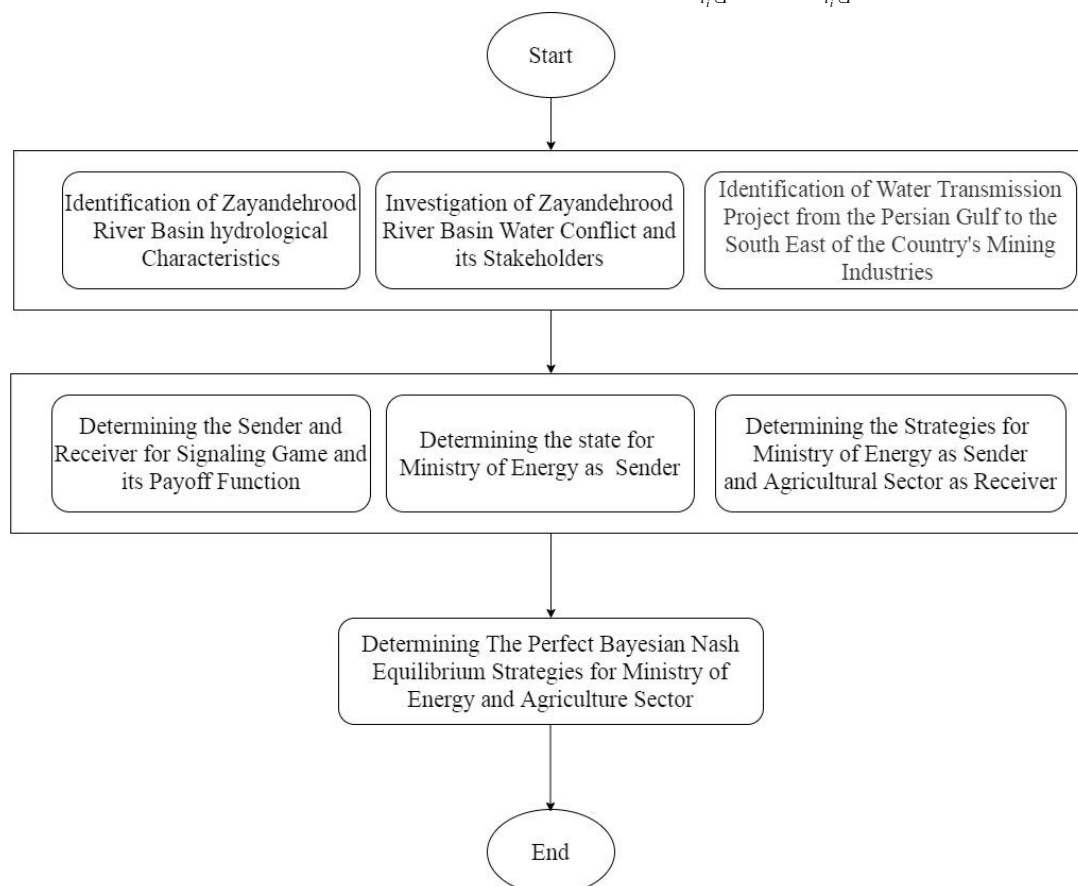 Start
Identification of Zayandehrood
River Basin hydrological
Characteristics
Investigation of Zayandehrood
River Basin Water Conflict and
its Stakeholders
Identification of Water Transmission
Project from the Persian Gulf to the
South East of the Country's Mining
Industries
Determining the Sender and
Receiver for Signaling Game and
its Payoff Function
Determining the state for
Ministry of Energy as Sender
Determining the Strategies for
Ministry of Energy as Sender
and Agricultural Sector as Receiver
Determining The Perfect Bayesian Nash
Equilibrium Strategies for Ministry of
Energy and Agriculture Sector
End